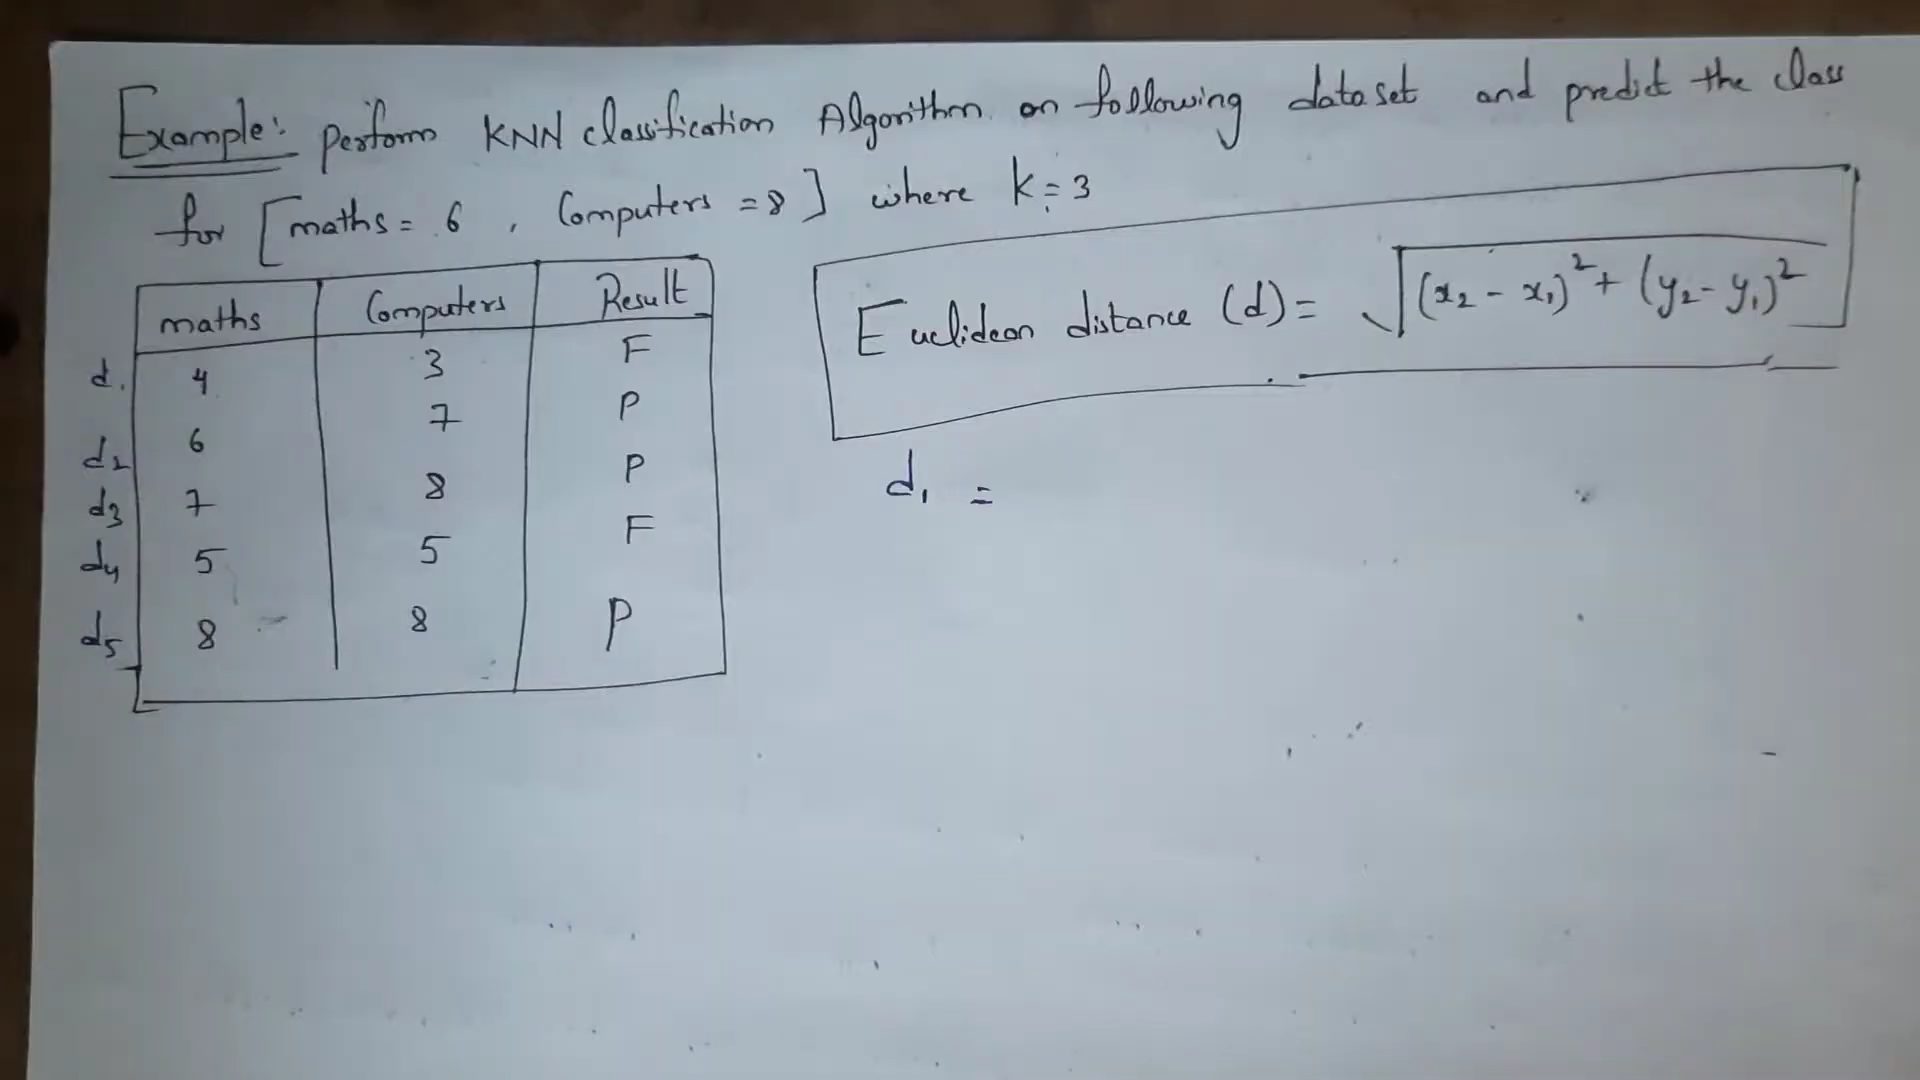 Example: perform KNN classification Algorithm on following dataset and predict the class
for [maths = 6 , Computers = 8] where K = 3
maths Computers Result
d₁ 4 3 F
d₂ 6 7 P
d₃ 7 8 P
d₄ 5 5 F
d₅ 8 8 P
Euclidean distance (d) = √(x₂ - x₁)² + (y₂ - y₁)²
d₁ =